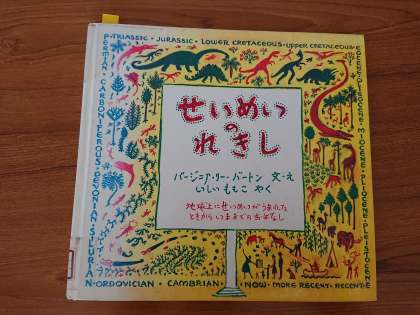 TRIASSIC · JURASSIC · LOWER CRETACEOUS · UPPER CRETACEOUS
EOCENE · OLIGOCENE · MIOCENE · PLIOCENE · PLEISTOCENE
PERMIAN · CARBONIFEROUS · DEVONIAN · SILURIAN
せいめい
の
れきし
バージニア・リー・バートン 文・え
いしい ももこ やく
地球上にせいめいがうまれた
ときからいままでのおはなし
ORDOVICIAN · CAMBRIAN · NOW · MORE RECENT · RECENT